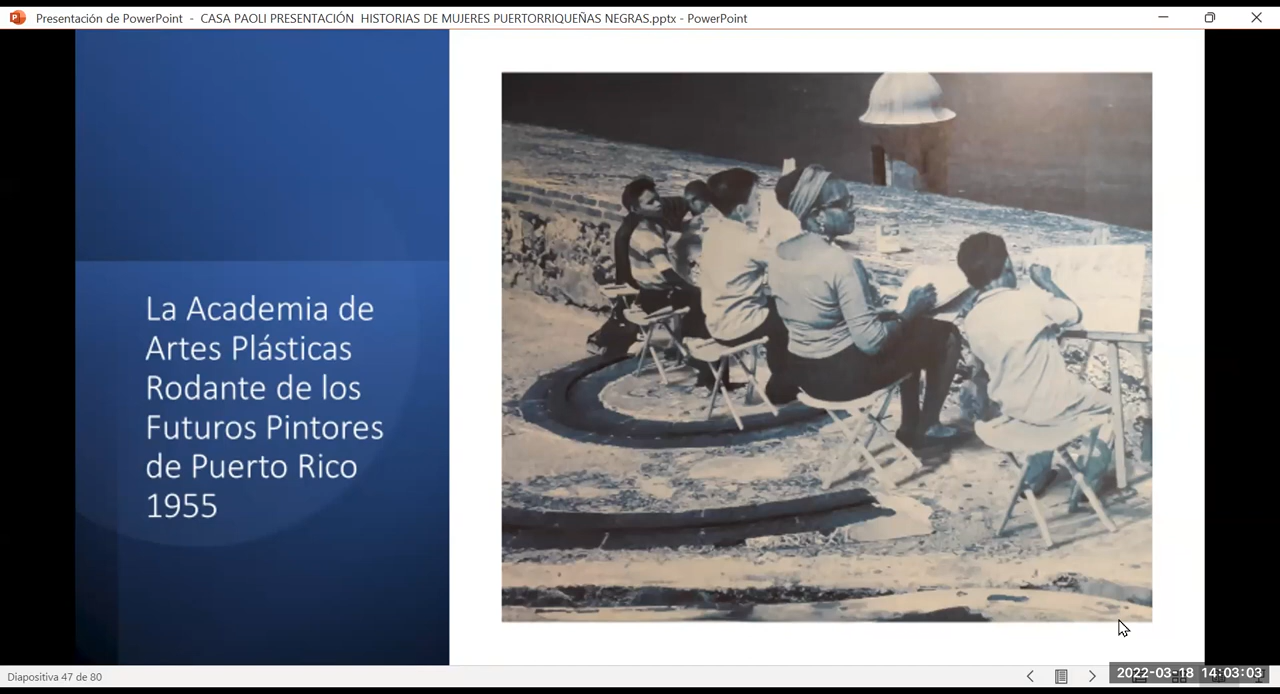 Presentación de PowerPoint - CASA PAOLI PRESENTACIÓN HISTORIAS DE MUJERES PUERTORRIQUEÑAS NEGRAS.pptx - PowerPoint
La Academia de
Artes Plásticas
Rodante de los
Futuros Pintores
de Puerto Rico
1955
Diapositiva 47 de 80
2022-03-18 14:03:03